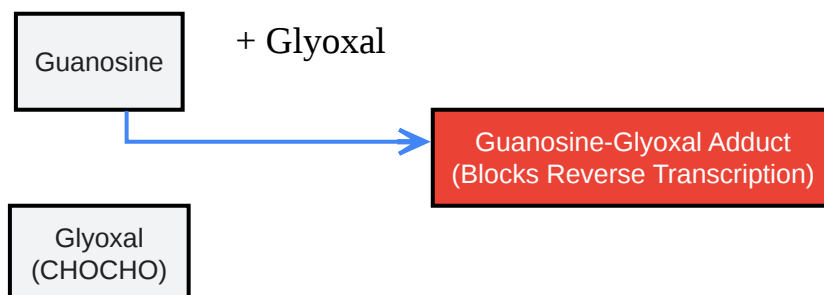 Guanosine
+ Glyoxal
Guanosine-Glyoxal Adduct
(Blocks Reverse Transcription)
Glyoxal
(CHOCHO)